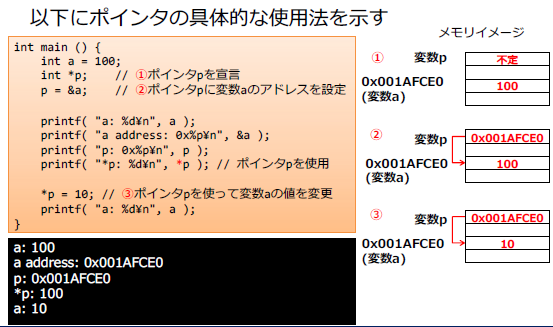 以下にポインタの具体的な使用法を示す
int main () {
int a = 100;
int *p; // ①ポインタpを宣言
p = &a; // ②ポインタpに変数aのアドレスを設定
printf( "a: %d¥n", a );
printf( "a address: 0x%p¥n", &a );
printf( "p: 0x%p¥n", p );
printf( "*p: %d¥n", *p ); // ポインタpを使用
*p = 10; // ③ポインタpを使って変数aの値を変更
printf( "a: %d¥n", a );
}
a: 100
a address: 0x001AFCE0
p: 0x001AFCE0
*p: 100
a: 10
メモリイメージ
① 変数p 不定
0x001AFCE0 100
(変数a)
② 変数p 0x001AFCE0
0x001AFCE0 100
(変数a)
③ 変数p 0x001AFCE0
0x001AFCE0 10
(変数a)